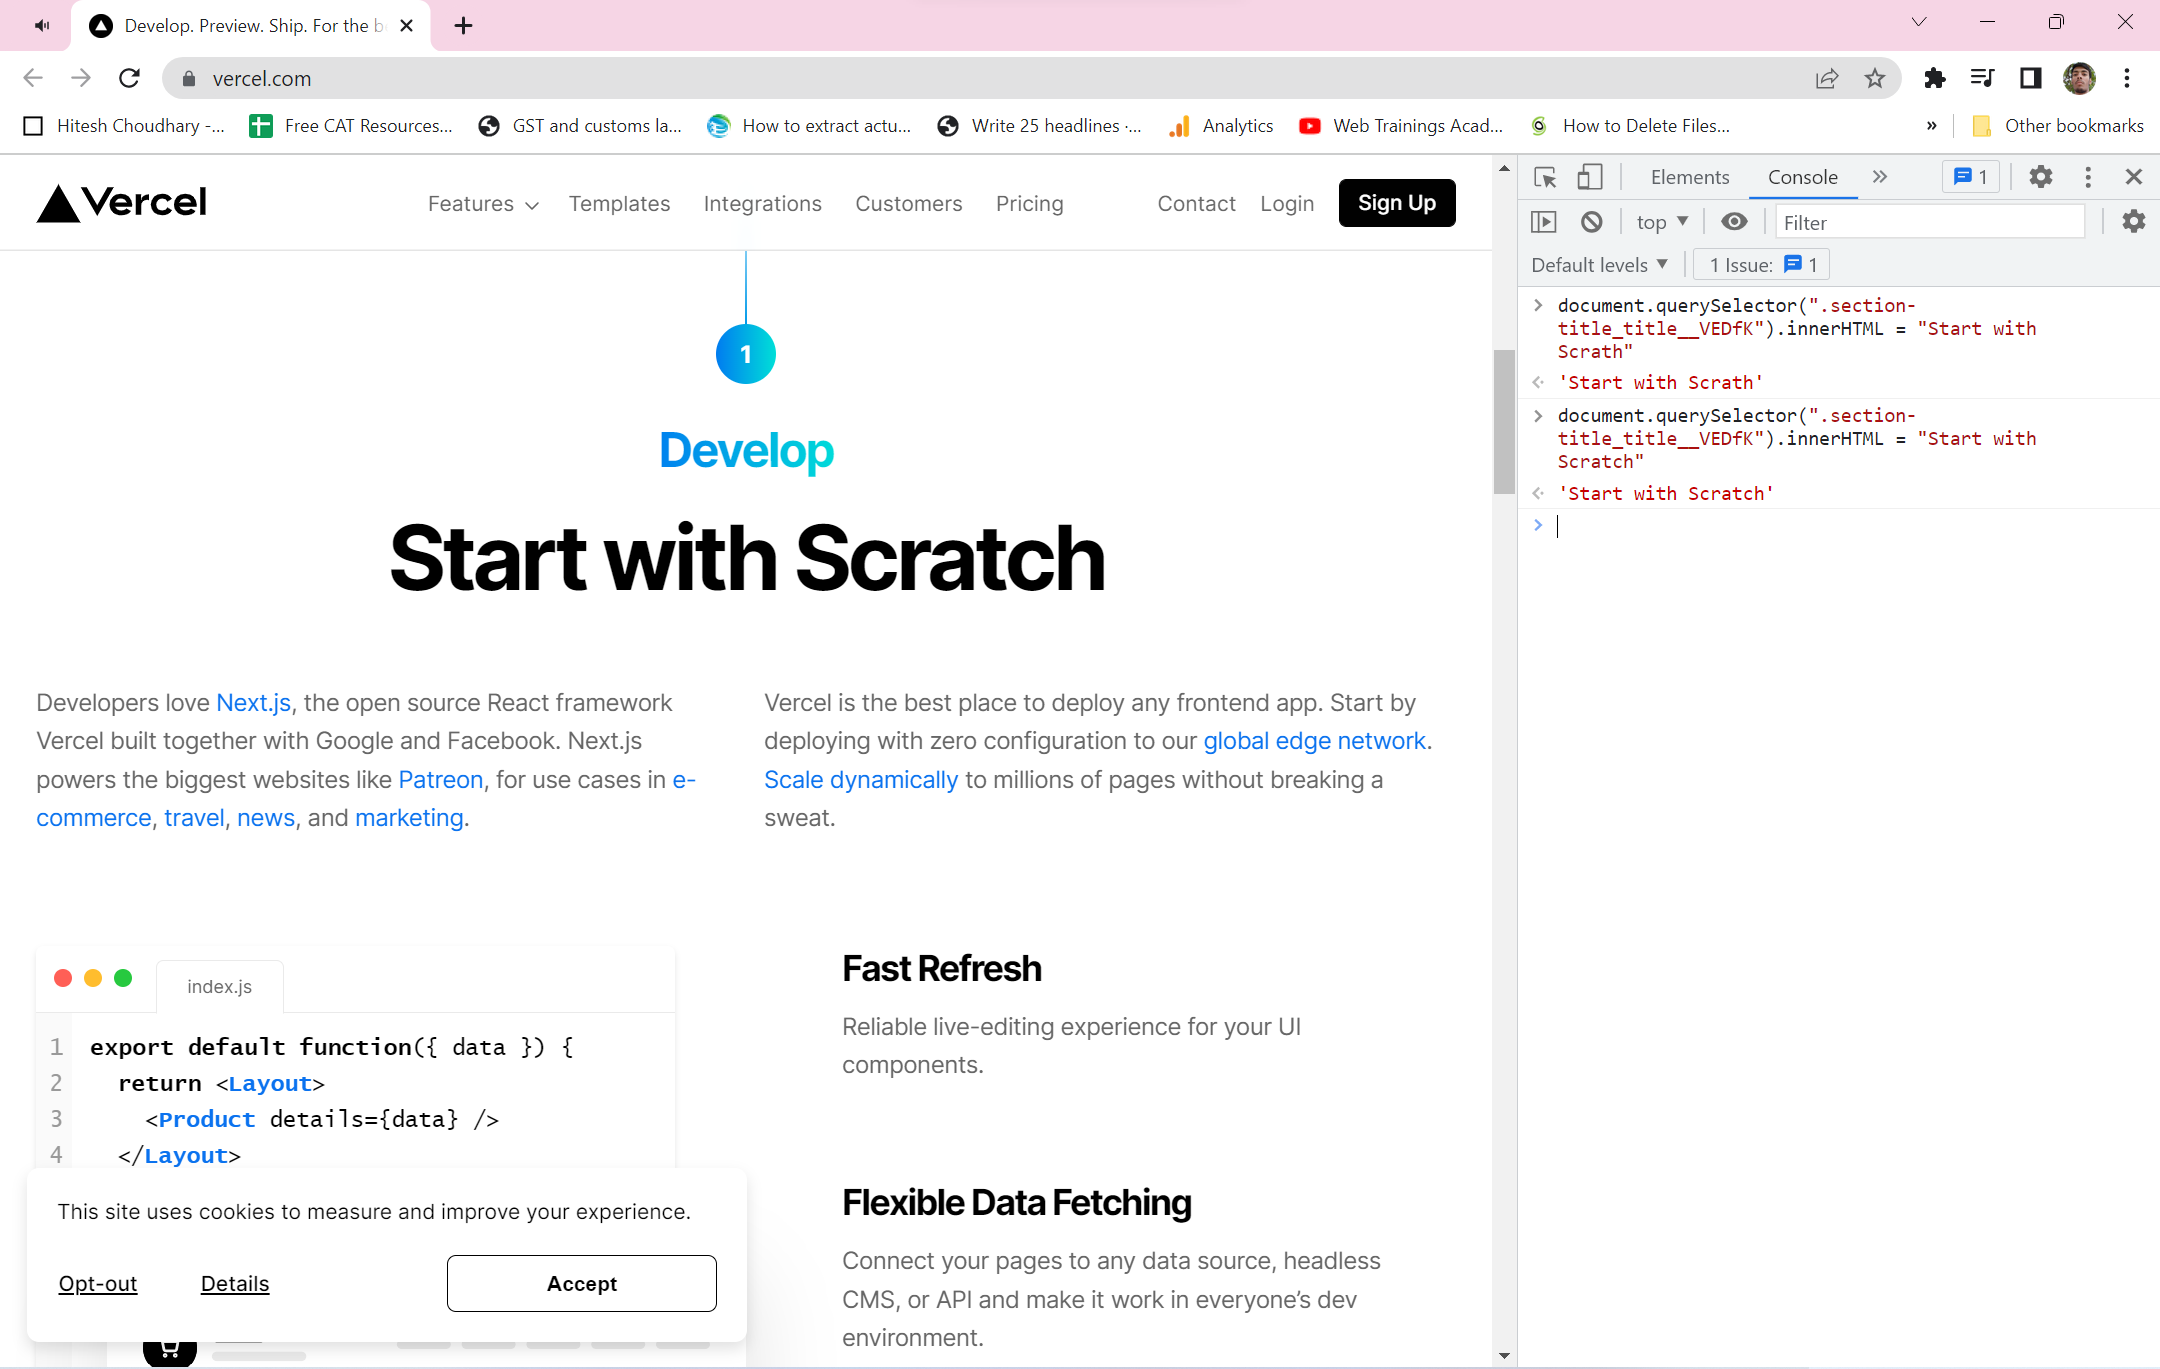 Develop. Preview. Ship. For the b
vercel.com
Hitesh Choudhary -...
Free CAT Resources...
GST and customs la...
How to extract actu...
Write 25 headlines ·...
Analytics
Web Trainings Acad...
How to Delete Files...
»
Other bookmarks
Vercel
Features
Templates
Integrations
Customers
Pricing
Contact
Login
Sign Up
1
Develop
Start with Scratch
Developers love Next.js, the open source React framework
Vercel built together with Google and Facebook. Next.js
powers the biggest websites like Patreon, for use cases in e-
commerce, travel, news, and marketing.
Vercel is the best place to deploy any frontend app. Start by
deploying with zero configuration to our global edge network.
Scale dynamically to millions of pages without breaking a
sweat.
index.js
1 export default function({ data }) {
2 return <Layout>
3 <Product details={data} />
4 </Layout>
Fast Refresh
Reliable live-editing experience for your UI
components.
Flexible Data Fetching
Connect your pages to any data source, headless
CMS, or API and make it work in everyone’s dev
environment.
This site uses cookies to measure and improve your experience.
Opt-out
Details
Accept
Elements
Console
»
1
top ▼
Filter
Default levels ▼
1 Issue: 1
> document.querySelector(".section-
title_title__VEDfK").innerHTML = "Start with
Scrath"
'Start with Scrath'
> document.querySelector(".section-
title_title__VEDfK").innerHTML = "Start with
Scratch"
'Start with Scratch'
>